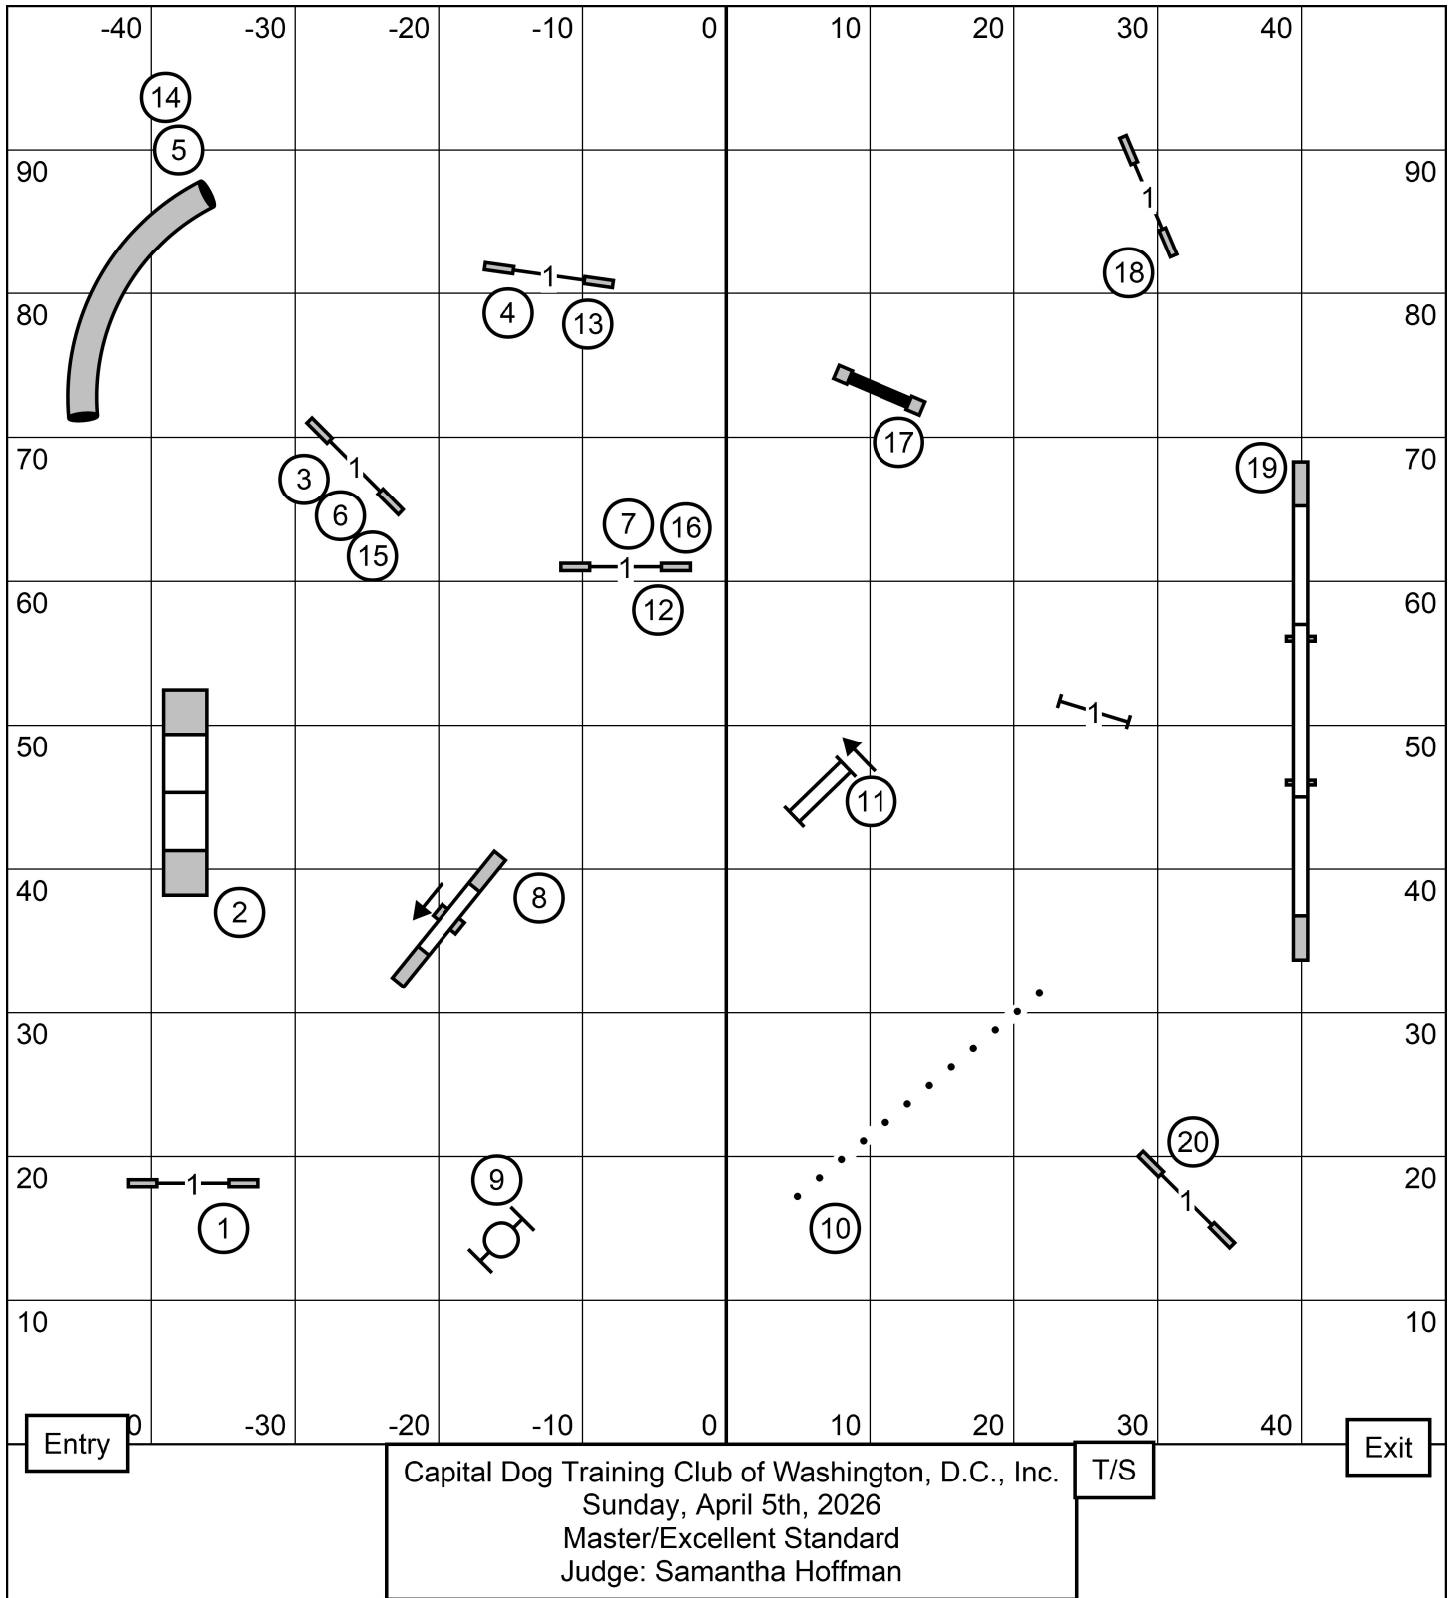 -40 -30 -20 -10 0 10 20 30 40
14
5
90 90
1
18
80 1 80
4 13
17
70 1 19 70
3
6 7 16
15
1
60 12 60
1
50 50
11
40 8 40
2
30 30
20
9
20 1 1 20
1 10
10 10
0 -30 -20 -10 0 10 20 30 40
Entry Exit
Capital Dog Training Club of Washington, D.C., Inc. T/S
Sunday, April 5th, 2026
Master/Excellent Standard
Judge: Samantha Hoffman